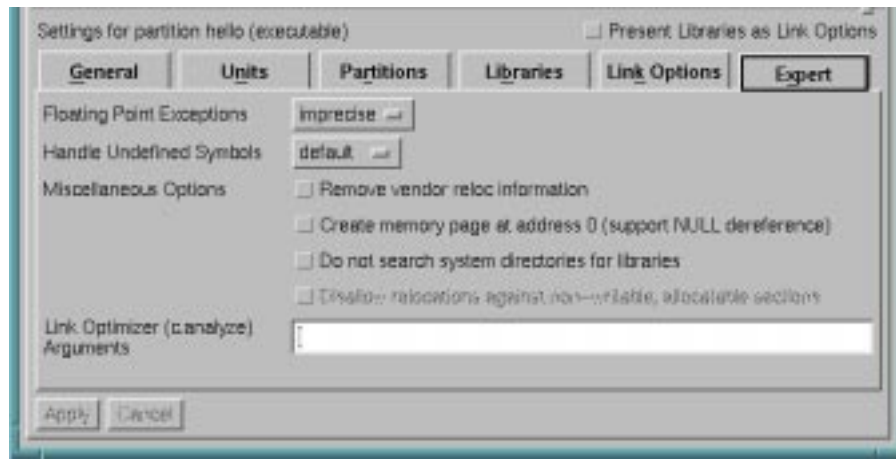 Settings for partition hello (executable)
Present Libraries as Link Options
General
Units
Partitions
Libraries
Link Options
Expert
Floating Point Exceptions
imprecise
Handle Undefined Symbols
default
Miscellaneous Options
Remove vendor reloc information
Create memory page at address 0 (support NULL dereference)
Do not search system directories for libraries
Disallow relocations against non-writable, allocatable sections
Link Optimizer (c.analyze)
Arguments
Apply
Cancel